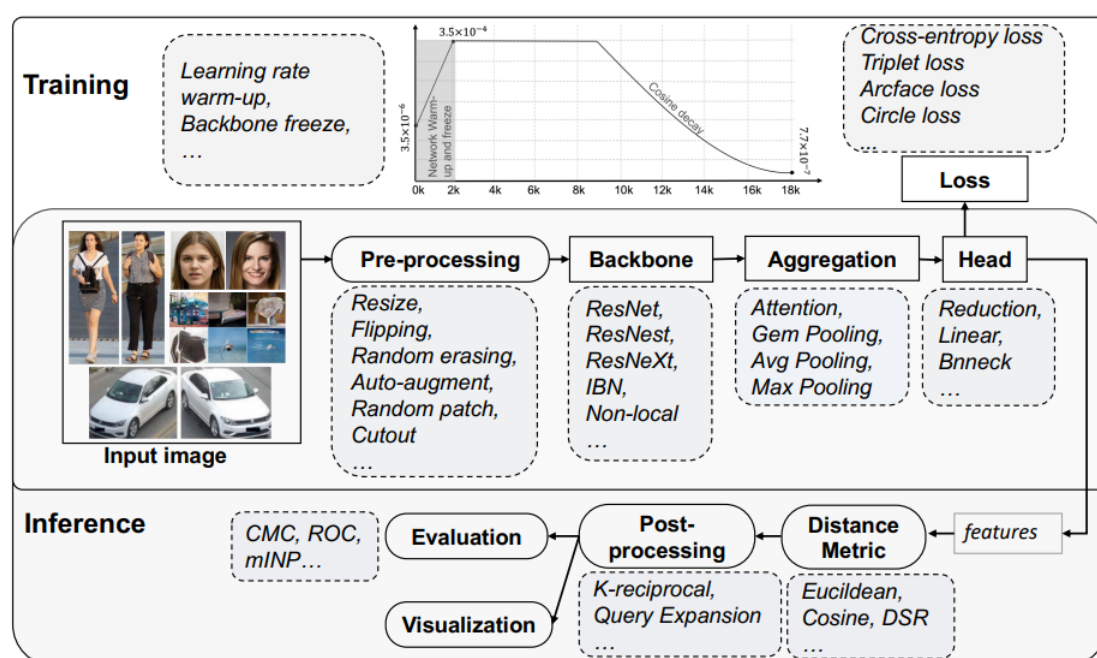 Training
Learning rate
warm-up,
Backbone freeze,
…
3.5×10⁻⁴
3.5×10⁻⁶
Network Warm-
up and freeze
Cosine decay
7.7×10⁻⁷
0k 2k 4k 6k 8k 10k 12k 14k 16k 18k
Cross-entropy loss
Triplet loss
Arcface loss
Circle loss
...
Loss
Input image
Pre-processing
Resize,
Flipping,
Random erasing,
Auto-augment,
Random patch,
Cutout
…
Backbone
ResNet,
ResNest,
ResNeXt,
IBN,
Non-local
…
Aggregation
Attention,
Gem Pooling,
Avg Pooling,
Max Pooling
Head
Reduction,
Linear,
Bnneck
…
Inference
CMC, ROC,
mINP…
Evaluation
Visualization
Post-
processing
K-reciprocal,
Query Expansion
…
Distance
Metric
Eucildean,
Cosine, DSR
…
features